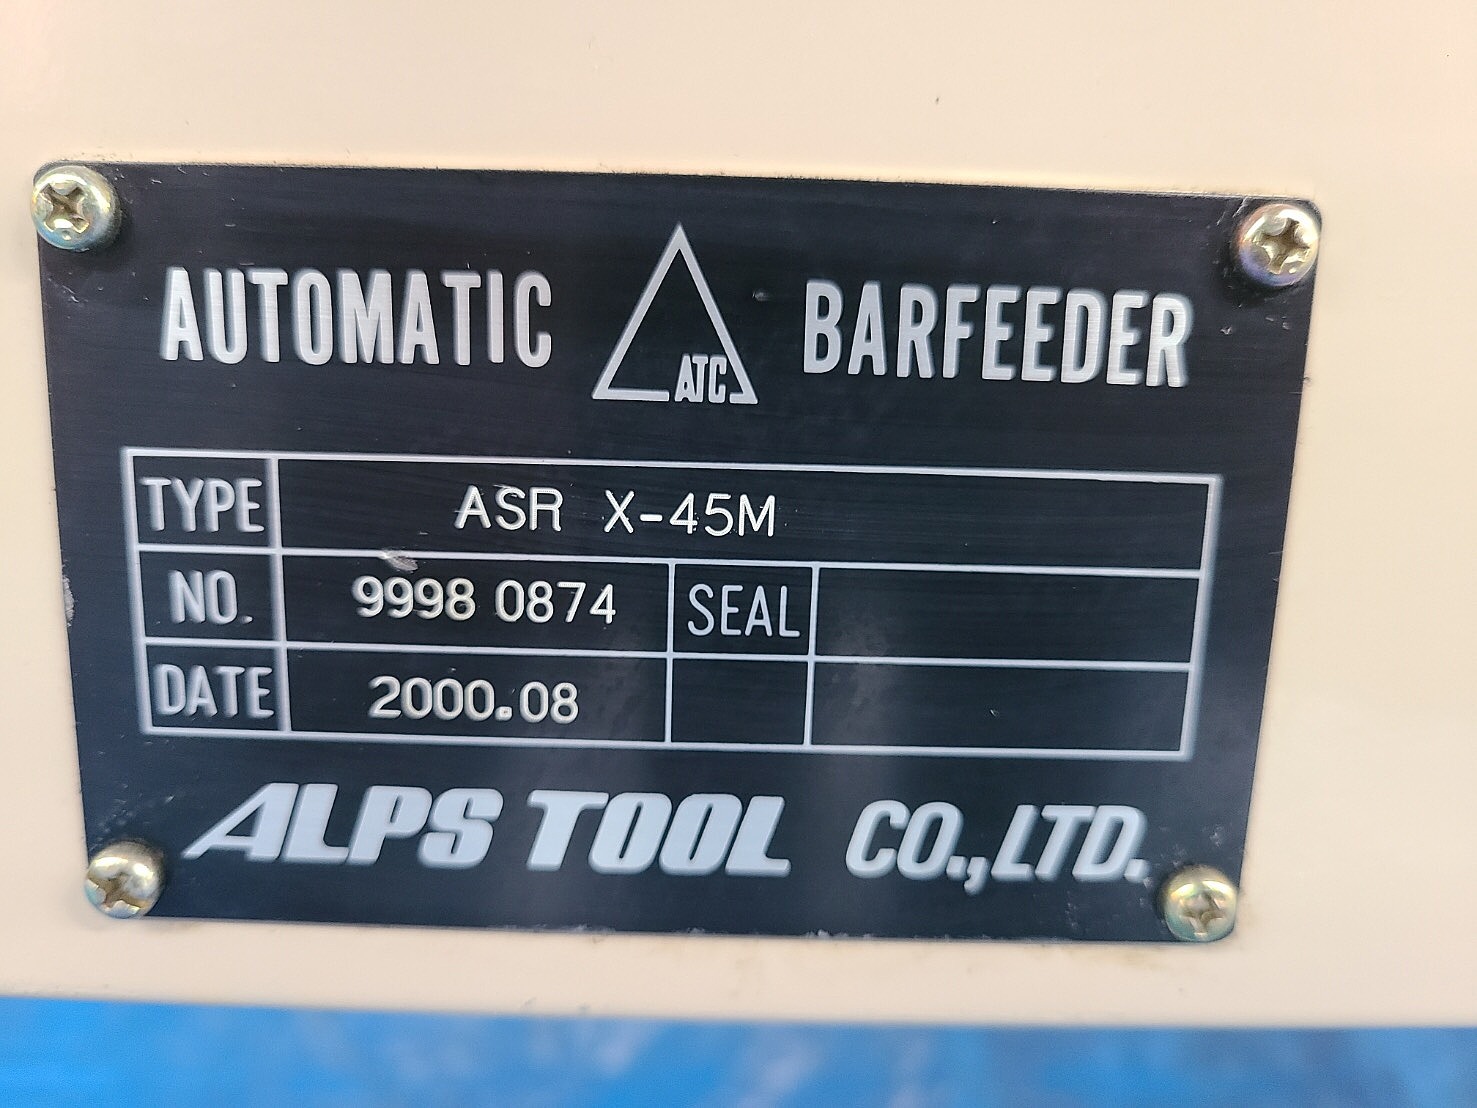 AUTOMATIC ATC BARFEEDER
TYPE ASR X-45M
NO. 9998 0874 SEAL
DATE 2000.08
ALPS TOOL CO.,LTD.